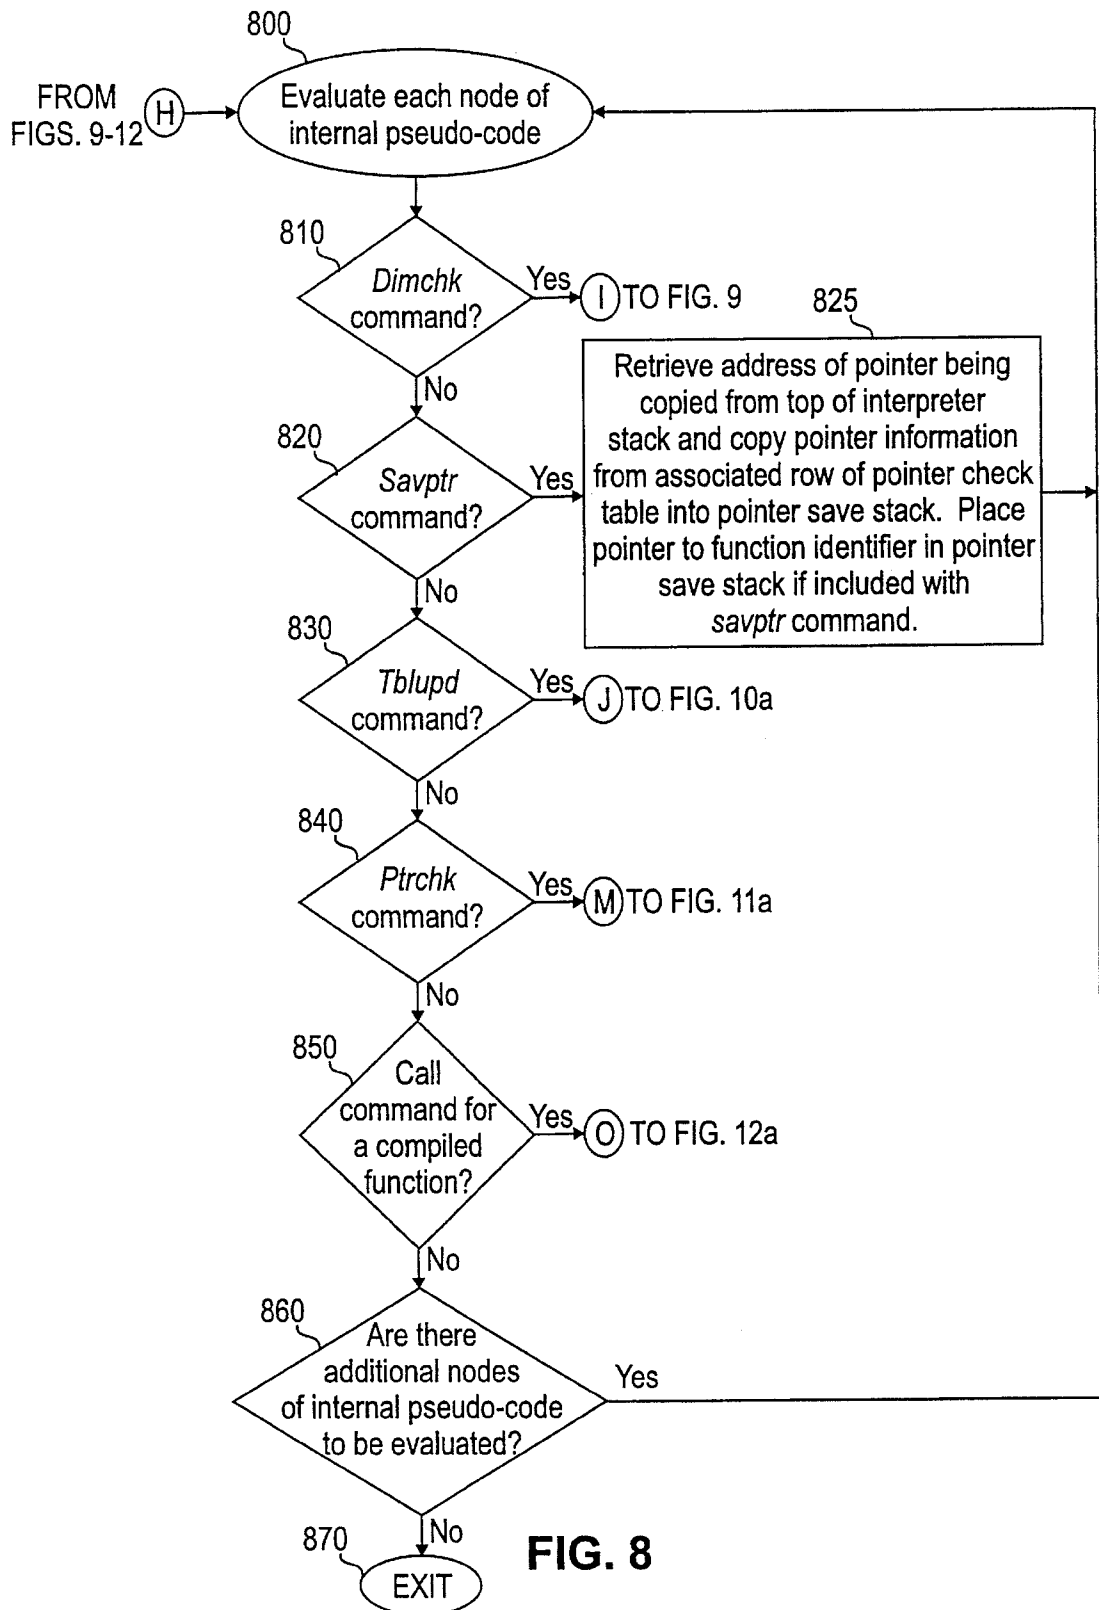 800
FROM
FIGS. 9-12
H
Evaluate each node of
internal pseudo-code
810
Dimchk
command?
Yes
I
TO FIG. 9
No
825
Retrieve address of pointer being
copied from top of interpreter
stack and copy pointer information
from associated row of pointer check
table into pointer save stack. Place
pointer to function identifier in pointer
save stack if included with
savptr command.
820
Savptr
command?
Yes
No
830
Tblupd
command?
Yes
J
TO FIG. 10a
No
840
Ptrchk
command?
Yes
M
TO FIG. 11a
No
850
Call
command for
a compiled
function?
Yes
O
TO FIG. 12a
No
860
Are there
additional nodes
of internal pseudo-code
to be evaluated?
Yes
No
870
EXIT
FIG. 8